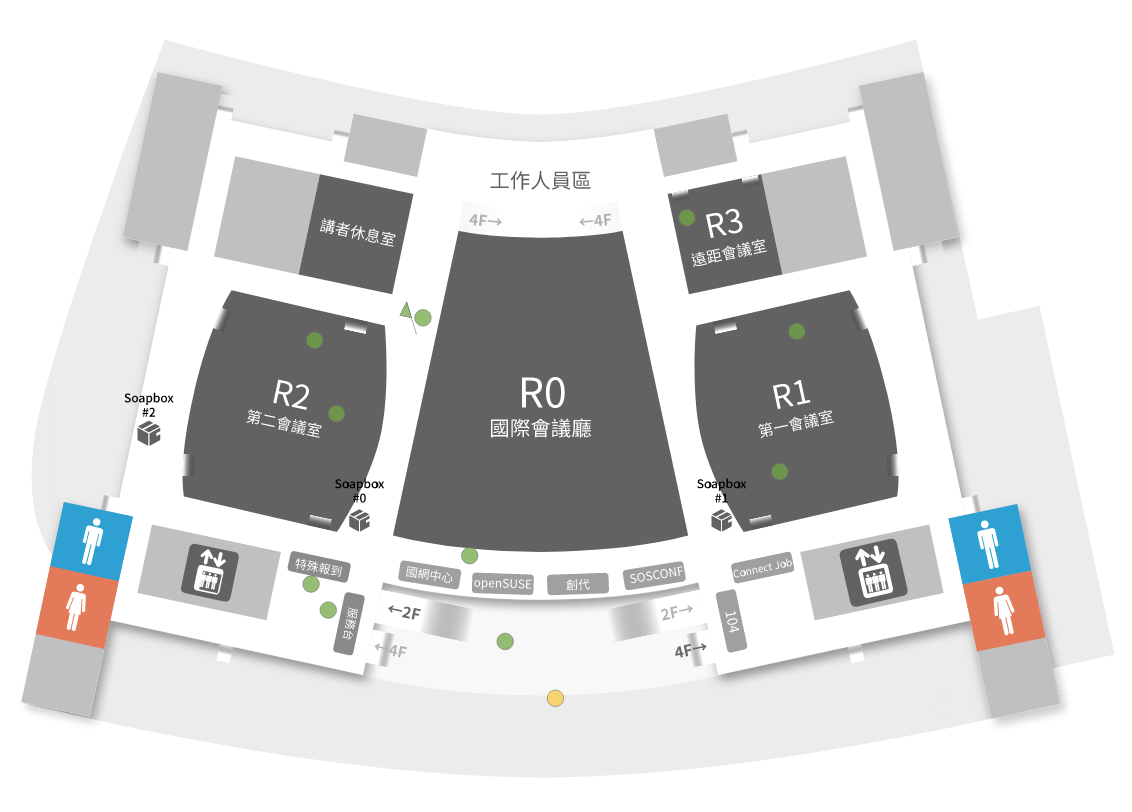 工作人員區
4F→
←4F
講者休息室
R3
遠距會議室
R2
第二會議室
R0
國際會議廳
R1
第一會議室
Soapbox
#2
Soapbox
#0
Soapbox
#1
特殊報到
國網中心
openSUSE
創代
SOSCONF
Connect Job
服務台
←2F
2F→
104
←4F
4F→